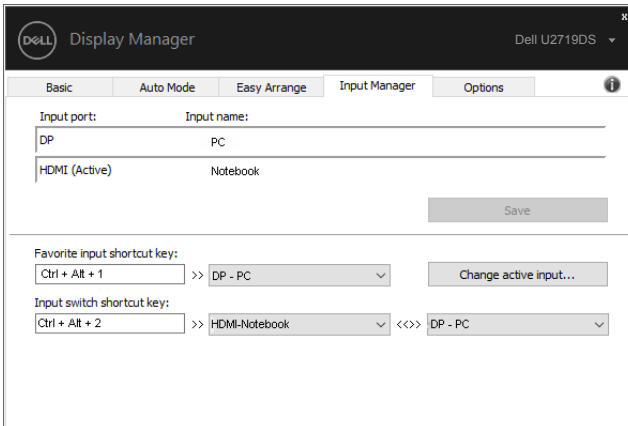 x
DELL Display Manager Dell U2719DS
Basic Auto Mode Easy Arrange Input Manager Options i
Input port: Input name:
DP PC
HDMI (Active) Notebook
Save
Favorite input shortcut key:
Ctrl + Alt + 1 >> DP - PC Change active input...
Input switch shortcut key:
Ctrl + Alt + 2 >> HDMI-Notebook <<>> DP - PC